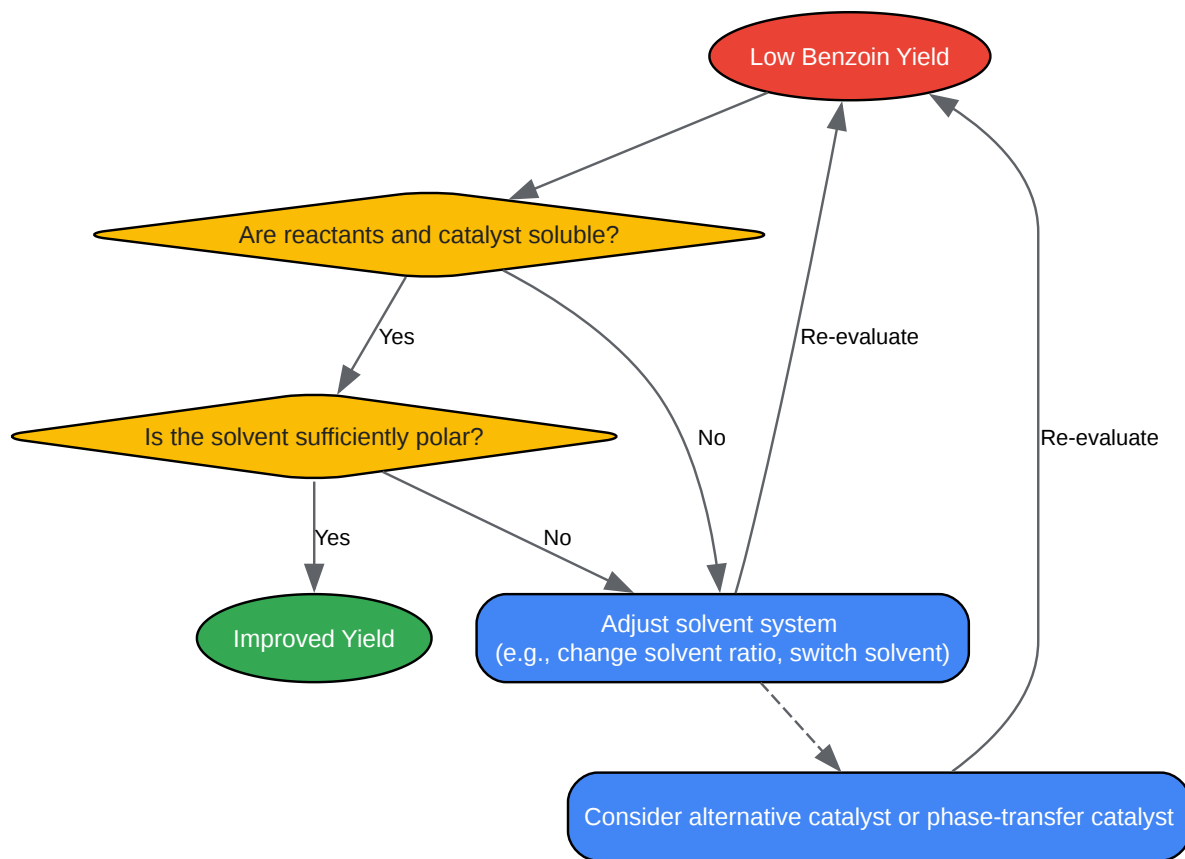 Low Benzoin Yield
Are reactants and catalyst soluble?
Yes
Re-evaluate
Is the solvent sufficiently polar?
No
Re-evaluate
Yes
No
Improved Yield
Adjust solvent system
(e.g., change solvent ratio, switch solvent)
Consider alternative catalyst or phase-transfer catalyst